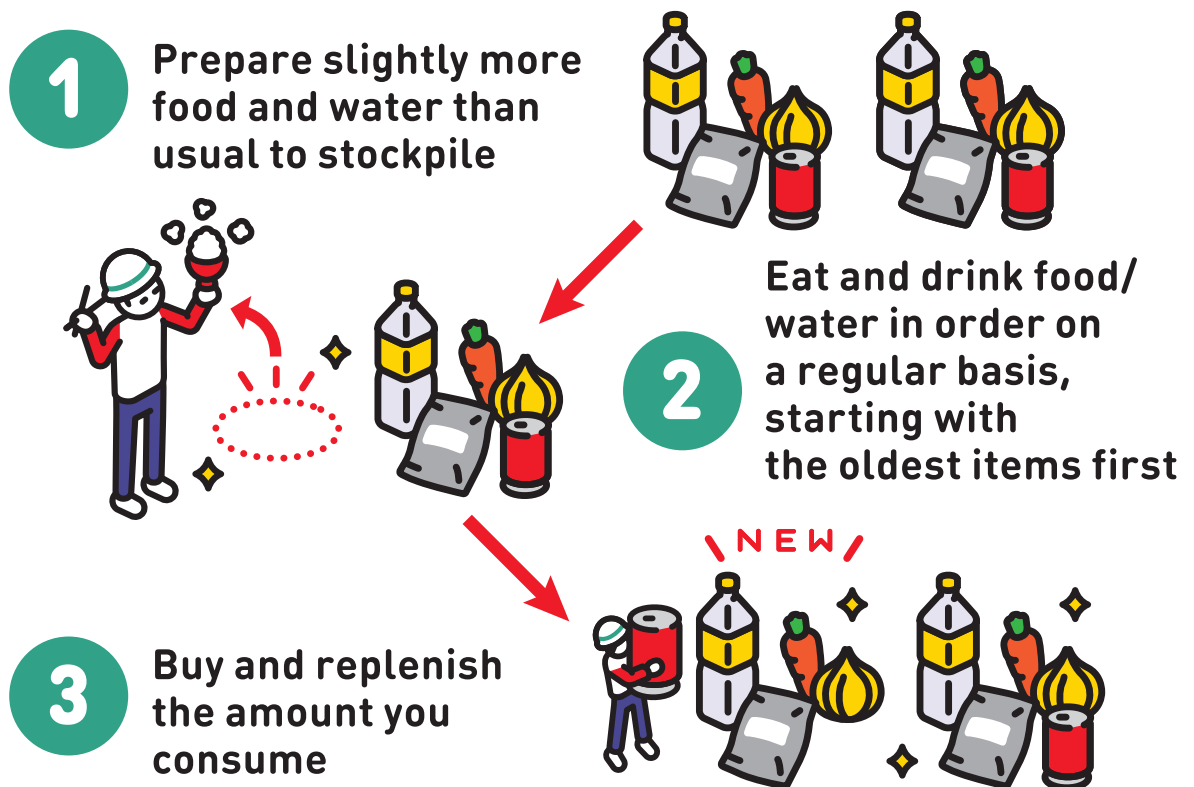 1
Prepare slightly more
food and water than
usual to stockpile
2
Eat and drink food/
water in order on
a regular basis,
starting with
the oldest items first
NEW
3
Buy and replenish
the amount you
consume